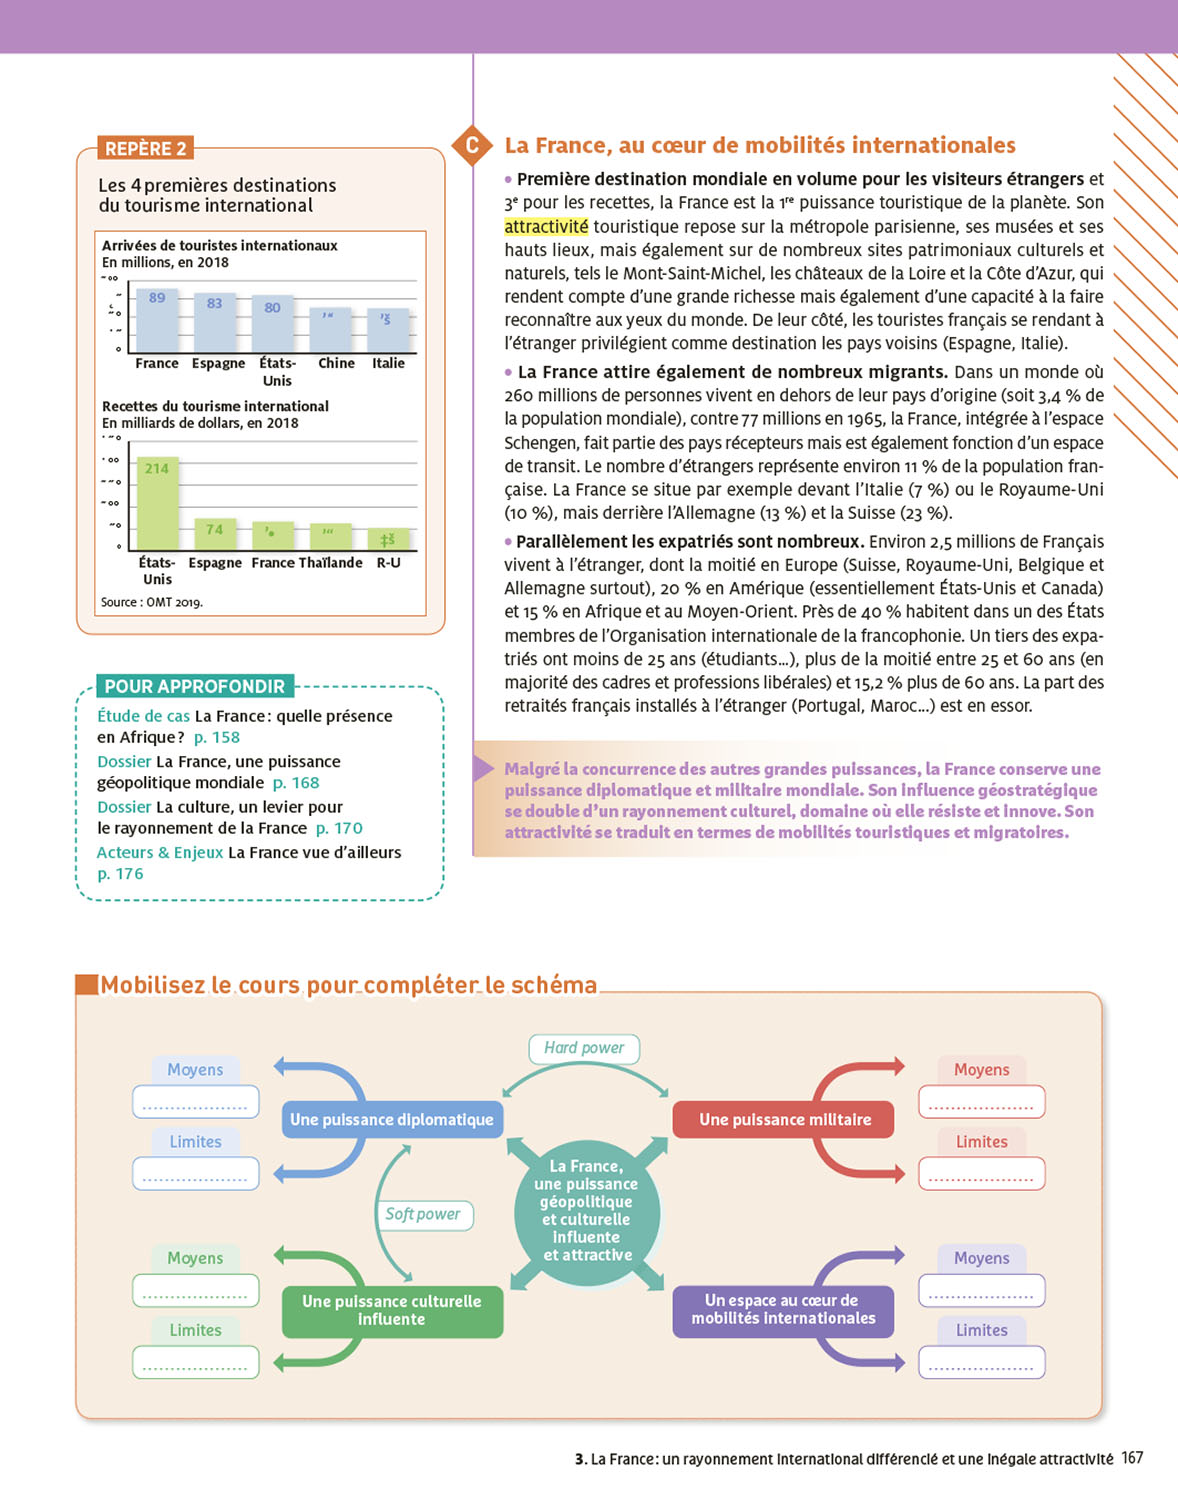 REPÈRE 2
Les 4 premières destinations
du tourisme international
Arrivées de touristes internationaux
En millions, en 2018
89
83
80
France Espagne États-
Unis
Chine Italie
Recettes du tourisme international
En milliards de dollars, en 2018
214
74
États-
Unis
Espagne France Thaïlande R-U
Source : OMT 2019.
POUR APPROFONDIR
Étude de cas La France : quelle présence
en Afrique ? p. 158
Dossier La France, une puissance
géopolitique mondiale p. 168
Dossier La culture, un levier pour
le rayonnement de la France p. 170
Acteurs & Enjeux La France vue d’ailleurs
p. 176
C La France, au cœur de mobilités internationales
• Première destination mondiale en volume pour les visiteurs étrangers et
3e pour les recettes, la France est la 1re puissance touristique de la planète. Son
attractivité touristique repose sur la métropole parisienne, ses musées et ses
hauts lieux, mais également sur de nombreux sites patrimoniaux culturels et
naturels, tels le Mont-Saint-Michel, les châteaux de la Loire et la Côte d’Azur, qui
rendent compte d’une grande richesse mais également d’une capacité à la faire
reconnaître aux yeux du monde. De leur côté, les touristes français se rendant à
l’étranger privilégient comme destination les pays voisins (Espagne, Italie).
• La France attire également de nombreux migrants. Dans un monde où
260 millions de personnes vivent en dehors de leur pays d’origine (soit 3,4 % de
la population mondiale), contre 77 millions en 1965, la France, intégrée à l’espace
Schengen, fait partie des pays récepteurs mais est également fonction d’un espace
de transit. Le nombre d’étrangers représente environ 11 % de la population fran-
çaise. La France se situe par exemple devant l’Italie (7 %) ou le Royaume-Uni
(10 %), mais derrière l’Allemagne (13 %) et la Suisse (23 %).
• Parallèlement les expatriés sont nombreux. Environ 2,5 millions de Français
vivent à l’étranger, dont la moitié en Europe (Suisse, Royaume-Uni, Belgique et
Allemagne surtout), 20 % en Amérique (essentiellement États-Unis et Canada)
et 15 % en Afrique et au Moyen-Orient. Près de 40 % habitent dans un des États
membres de l’Organisation internationale de la francophonie. Un tiers des expa-
triés ont moins de 25 ans (étudiants…), plus de la moitié entre 25 et 60 ans (en
majorité des cadres et professions libérales) et 15,2 % plus de 60 ans. La part des
retraités français installés à l’étranger (Portugal, Maroc…) est en essor.
Malgré la concurrence des autres grandes puissances, la France conserve une
puissance diplomatique et militaire mondiale. Son influence géostratégique
se double d’un rayonnement culturel, domaine où elle résiste et innove. Son
attractivité se traduit en termes de mobilités touristiques et migratoires.
Mobilisez le cours pour compléter le schéma
Hard power
Moyens
...................
Limites
...................
Une puissance diplomatique
Une puissance militaire
Moyens
...................
Limites
...................
La France,
une puissance
géopolitique
et culturelle
influente
et attractive
Soft power
Moyens
...................
Limites
...................
Une puissance culturelle
influente
Un espace au cœur de
mobilités internationales
Moyens
...................
Limites
...................
3. La France : un rayonnement international différencié et une inégale attractivité 167